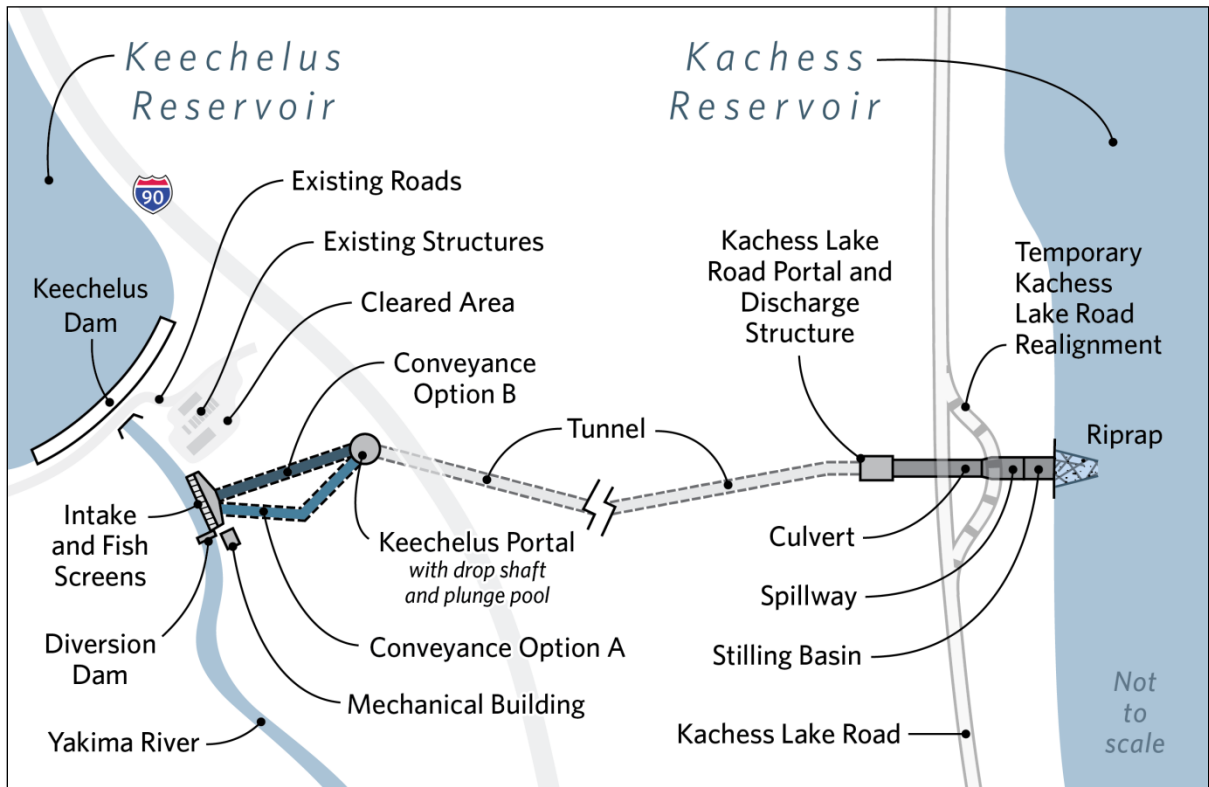 Keechelus
Reservoir
Kachess
Reservoir
90
Existing Roads
Existing Structures
Cleared Area
Keechelus
Dam
Conveyance
Option B
Kachess Lake
Road Portal and
Discharge
Structure
Temporary
Kachess
Lake Road
Realignment
Tunnel
Riprap
Intake
and Fish
Screens
Keechelus Portal
with drop shaft
and plunge pool
Culvert
Spillway
Diversion
Dam
Conveyance Option A
Stilling Basin
Mechanical Building
Yakima River
Kachess Lake Road
Not
to
scale